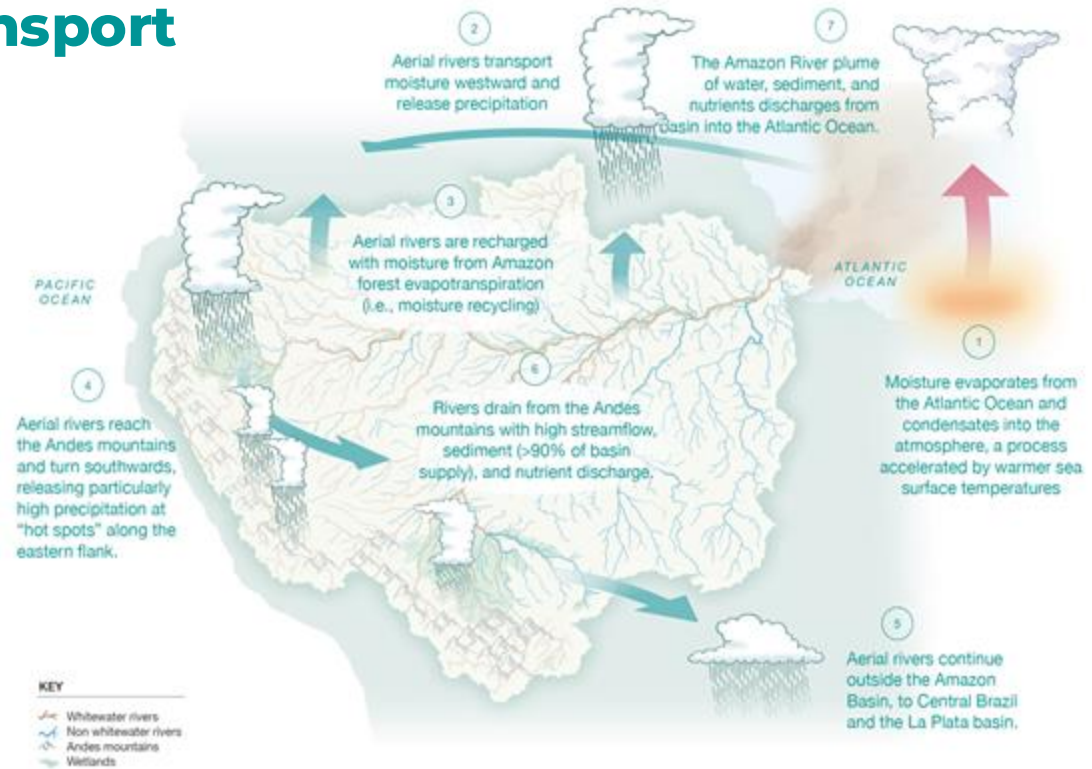 nsport
2
Aerial rivers transport
moisture westward and
release precipitation
7
The Amazon River plume
of water, sediment, and
nutrients discharges from
basin into the Atlantic Ocean.
3
Aerial rivers are recharged
with moisture from Amazon
forest evapotranspiration
(i.e., moisture recycling)
PACIFIC
OCEAN
ATLANTIC
OCEAN
1
Moisture evaporates from
the Atlantic Ocean and
condensates into the
atmosphere, a process
accelerated by warmer sea
surface temperatures
4
Aerial rivers reach
the Andes mountains
and turn southwards,
releasing particularly
high precipitation at
“hot spots” along the
eastern flank.
6
Rivers drain from the Andes
mountains with high streamflow,
sediment (>90% of basin
supply), and nutrient discharge.
5
Aerial rivers continue
outside the Amazon
Basin, to Central Brazil
and the La Plata basin.
KEY
Whitewater rivers
Non whitewater rivers
Andes mountains
Wetlands